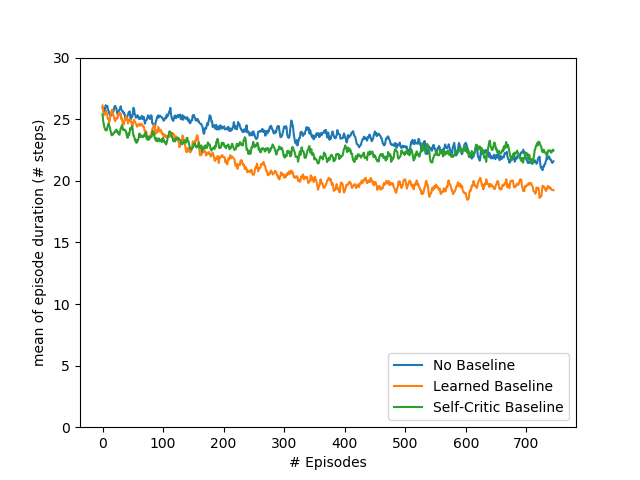 30
25
20
15
10
5
0
mean of episode duration (# steps)
No Baseline
Learned Baseline
Self-Critic Baseline
0 100 200 300 400 500 600 700
# Episodes